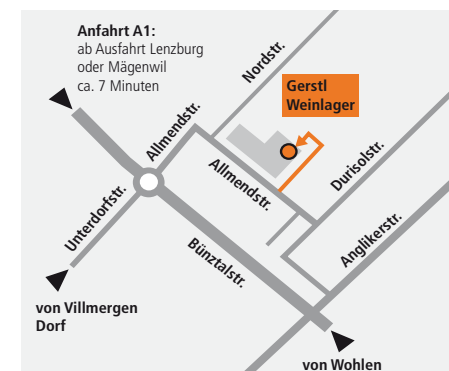 Anfahrt A1:
ab Ausfahrt Lenzburg
oder Mägenwil
ca. 7 Minuten
Nordstr.
Gerstl
Weinlager
Allmendstr.
Allmendstr.
Durisolstr.
Unterdorfstr.
Bünztalstr.
Anglikerstr.
von Villmergen
Dorf
von Wohlen